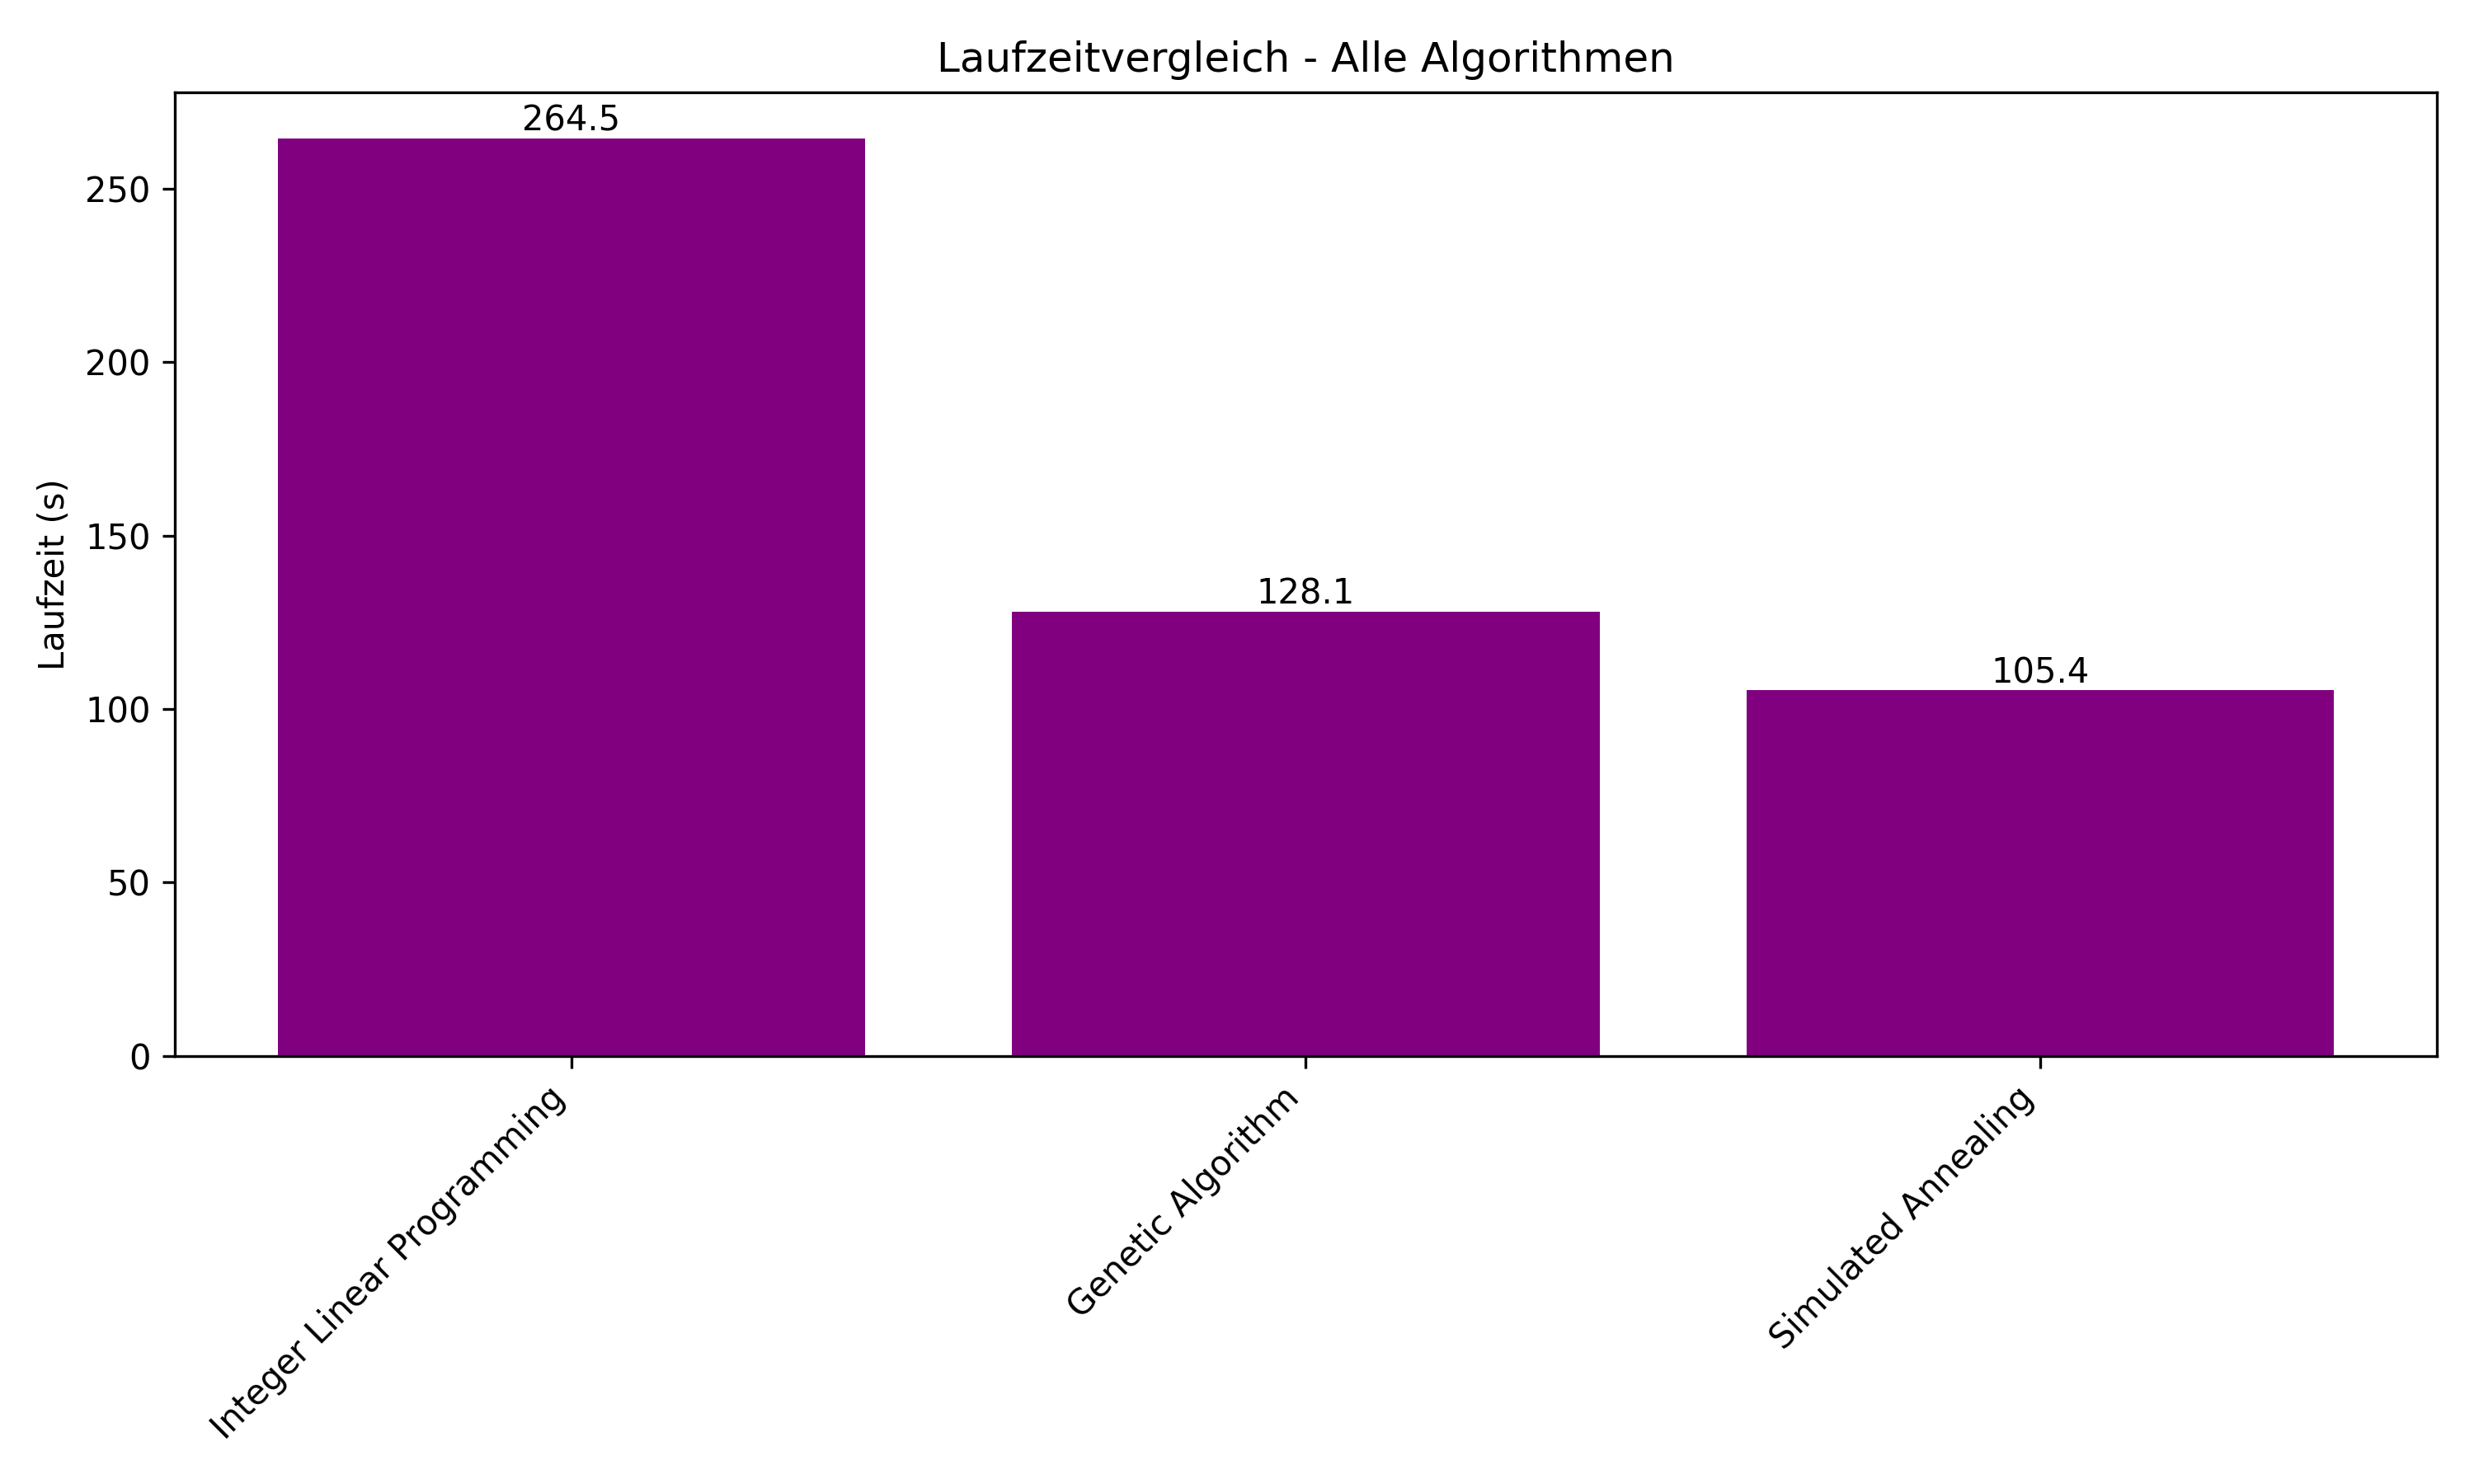 Laufzeitvergleich - Alle Algorithmen
Laufzeit (s)
250
200
150
100
50
0
264.5
128.1
105.4
Integer Linear Programming
Genetic Algorithm
Simulated Annealing